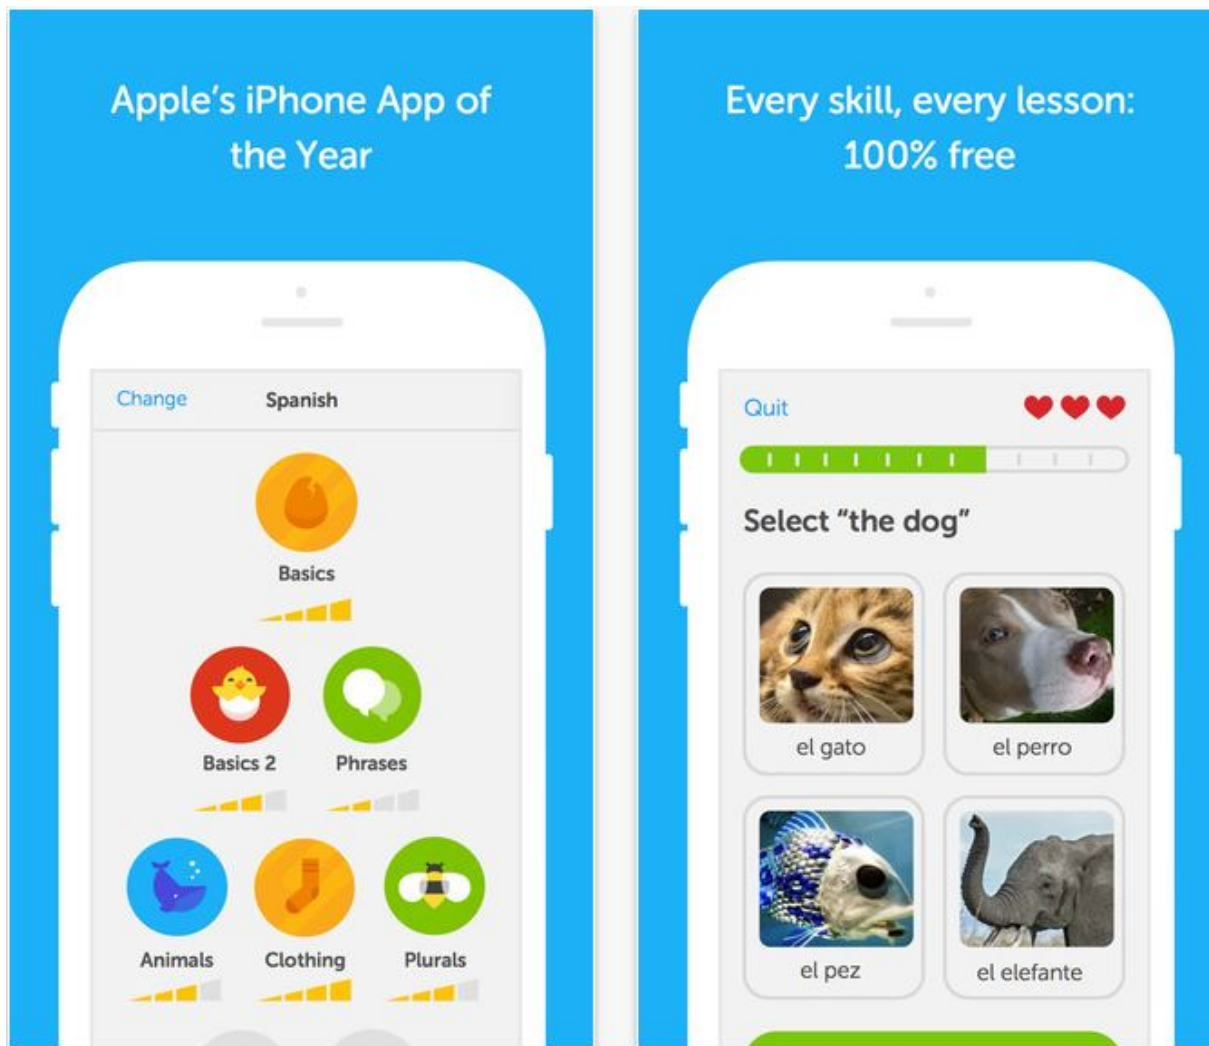 Apple's iPhone App of
the Year
Change Spanish
Basics
Basics 2 Phrases
Animals Clothing Plurals
Every skill, every lesson:
100% free
Quit
Select “the dog”
el gato el perro
el pez el elefante